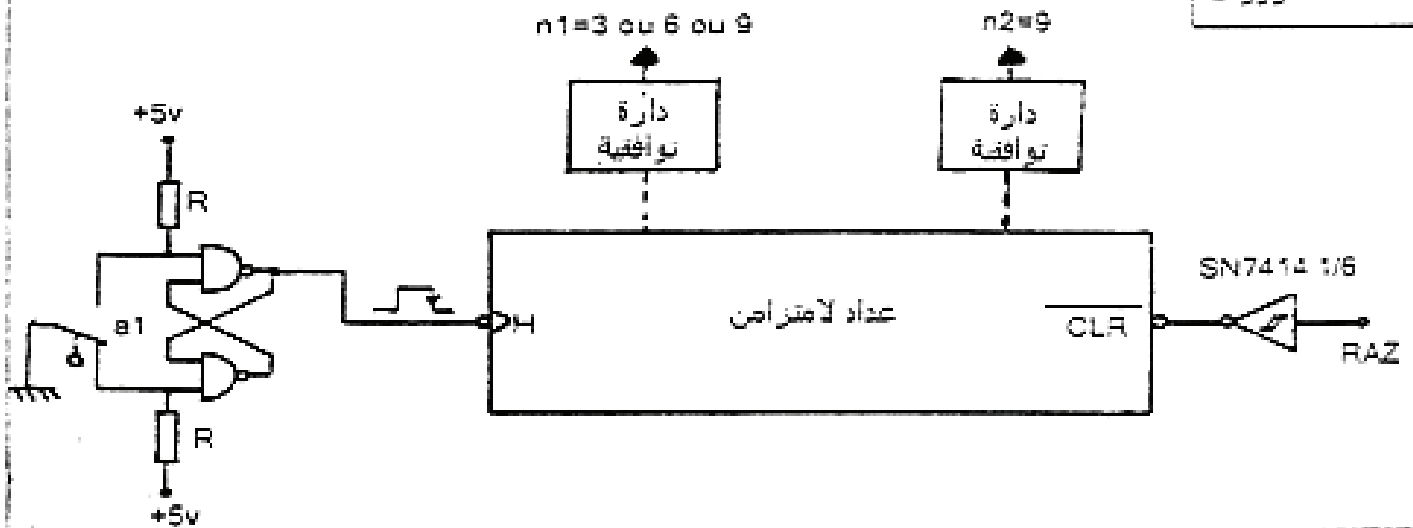 n1=3 ou 6 ou 9
n2=9
دارة
توافقية
دارة
توافقية
+5v
R
a1
H
عداد لامتزامن
CLR
SN7414 1/6
RAZ
R
+5v